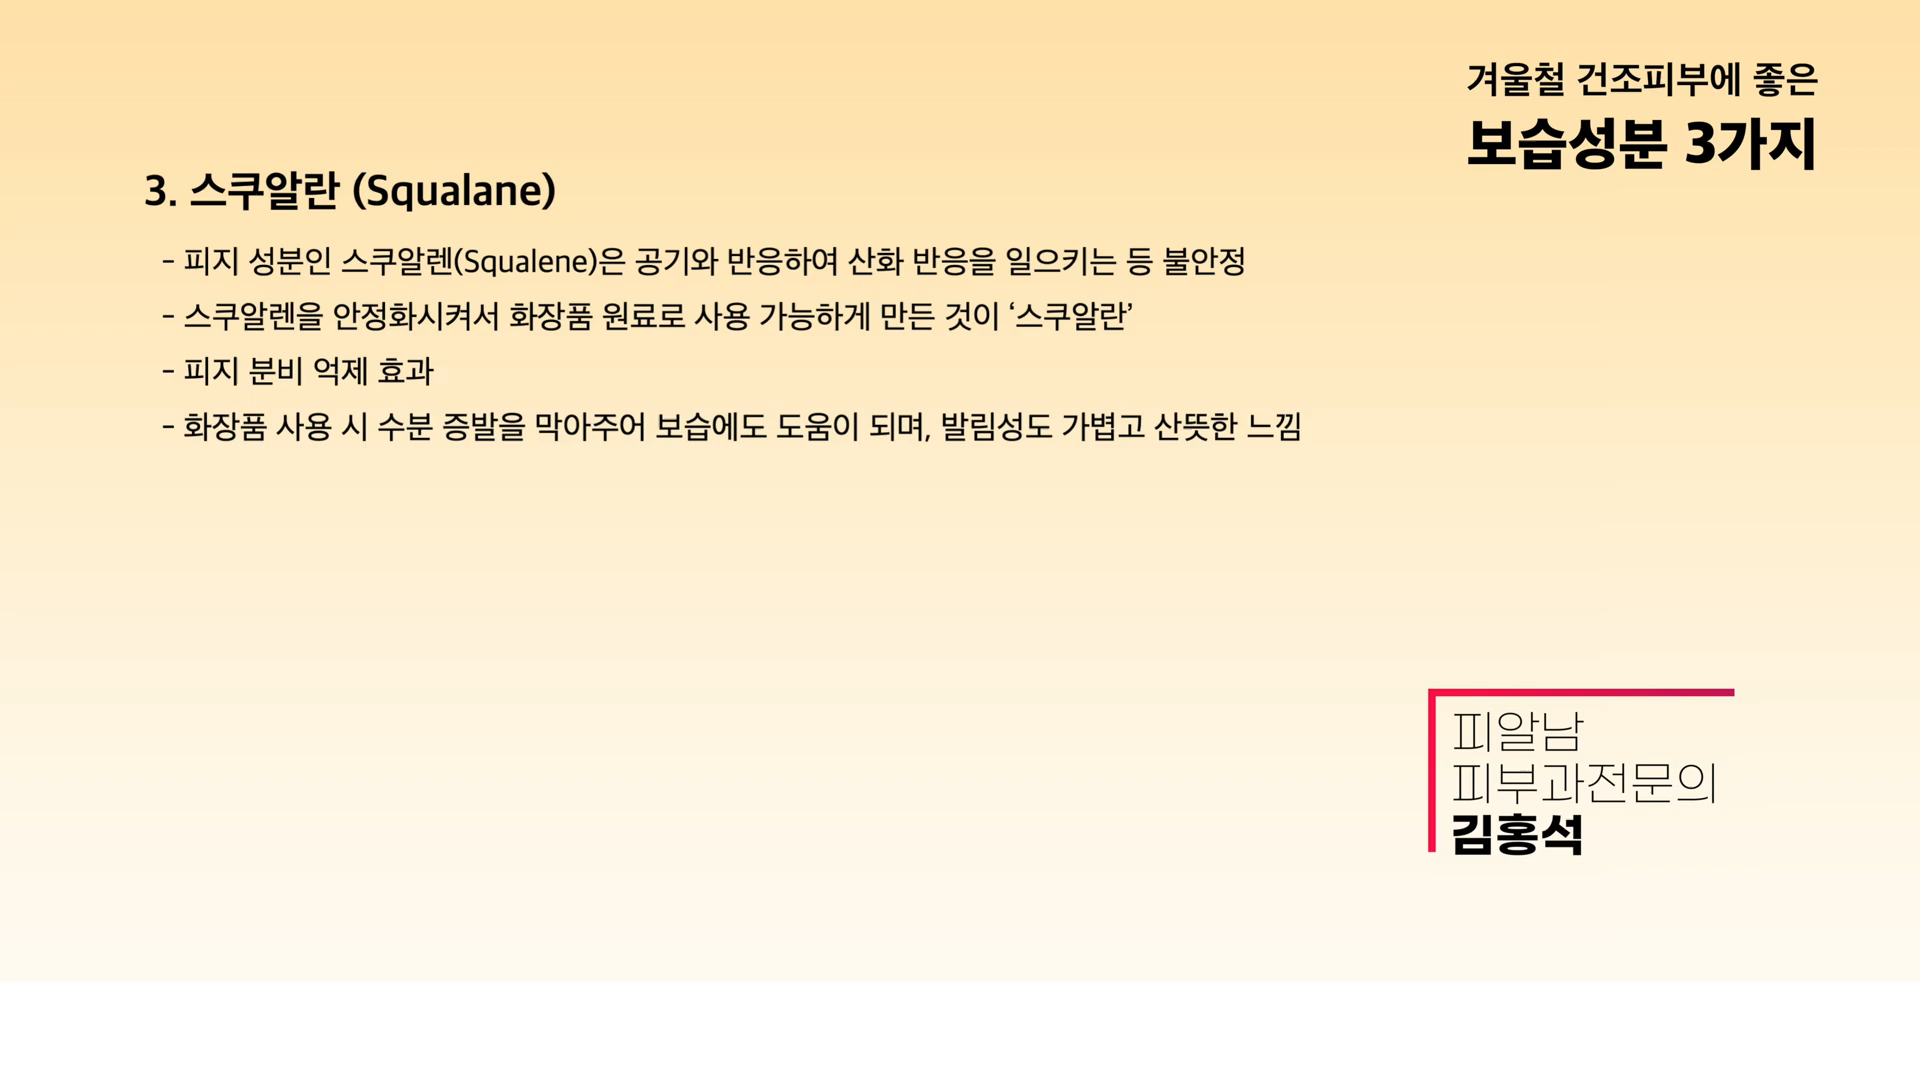 겨울철 건조피부에 좋은
보습성분 3가지
3. 스쿠알란 (Squalane)
- 피지 성분인 스쿠알렌(Squalene)은 공기와 반응하여 산화 반응을 일으키는 등 불안정
- 스쿠알렌을 안정화시켜서 화장품 원료로 사용 가능하게 만든 것이 ‘스쿠알란’
- 피지 분비 억제 효과
- 화장품 사용 시 수분 증발을 막아주어 보습에도 도움이 되며, 발림성도 가볍고 산뜻한 느낌
피알남
피부과전문의
김홍석